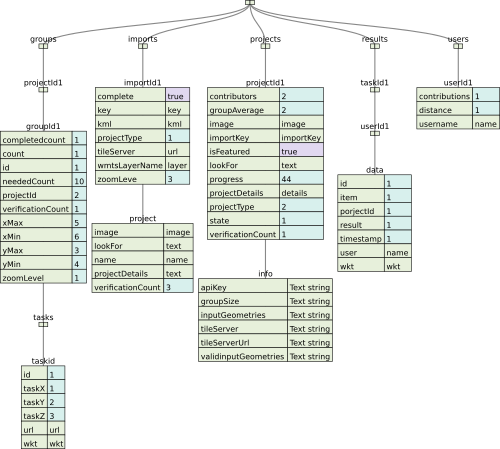 groups
imports
projects
results
users
projectId1
importId1
projectId1
taskId1
userId1
complete true
key key
kml kml
projectType 1
tileServer url
wmtsLayerName layer
zoomLeve 3
contributors 2
groupAverage 2
image image
importKey importKey
isFeatured true
lookFor text
progress 44
projectDetails details
projectType 2
state 1
verificationCount 1
contributions 1
distance 1
username name
groupId1
completedcount 1
count 1
id 1
neededCount 10
projectId 2
verificationCount 1
xMax 5
xMin 6
yMax 3
yMin 4
zoomLevel 1
userId1
data
id 1
item 1
porjectId 1
result 1
timestamp 1
user name
wkt wkt
project
image image
lookFor text
name name
projectDetails text
verificationCount 3
info
apiKey Text string
groupSize Text string
inputGeometries Text string
tileServer Text string
tileServerUrl Text string
validinputGeometries Text string
tasks
taskid
id 1
taskX 1
taskY 2
taskZ 3
url url
wkt wkt